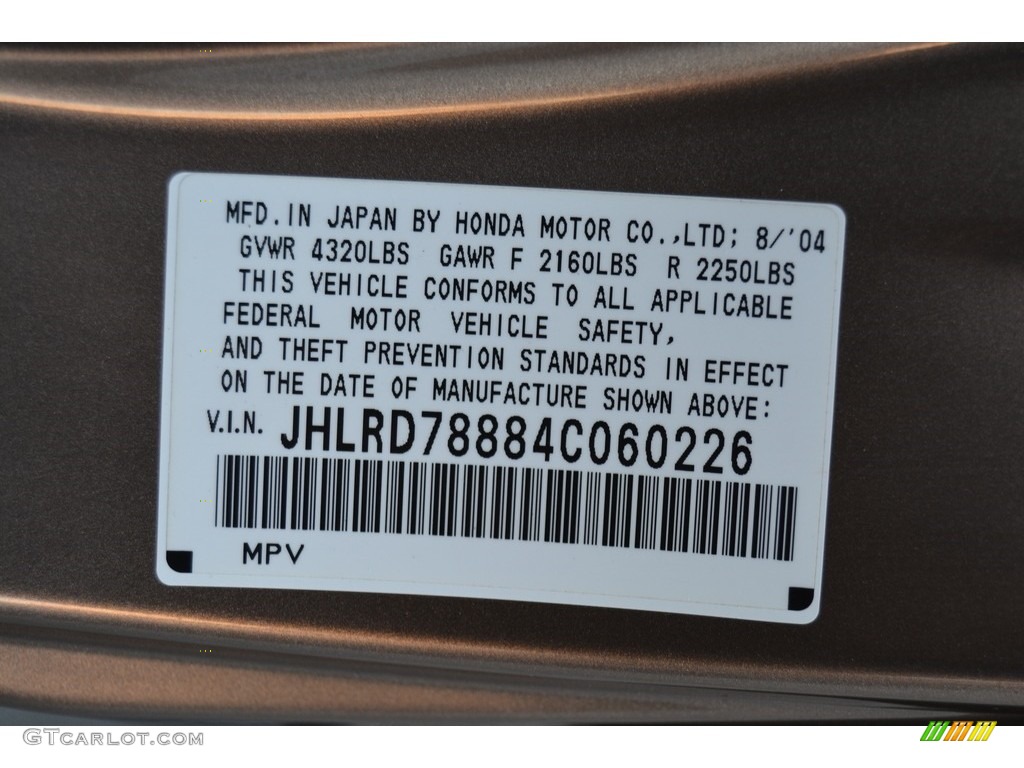 MFD. IN JAPAN BY HONDA MOTOR CO.,LTD; 8/'04
GVWR 4320LBS GAWR F 2160LBS R 2250LBS
THIS VEHICLE CONFORMS TO ALL APPLICABLE
FEDERAL MOTOR VEHICLE SAFETY,
AND THEFT PREVENTION STANDARDS IN EFFECT
ON THE DATE OF MANUFACTURE SHOWN ABOVE:
V.I.N. JHLRD78884C060226
MPV
GTCarlot.com